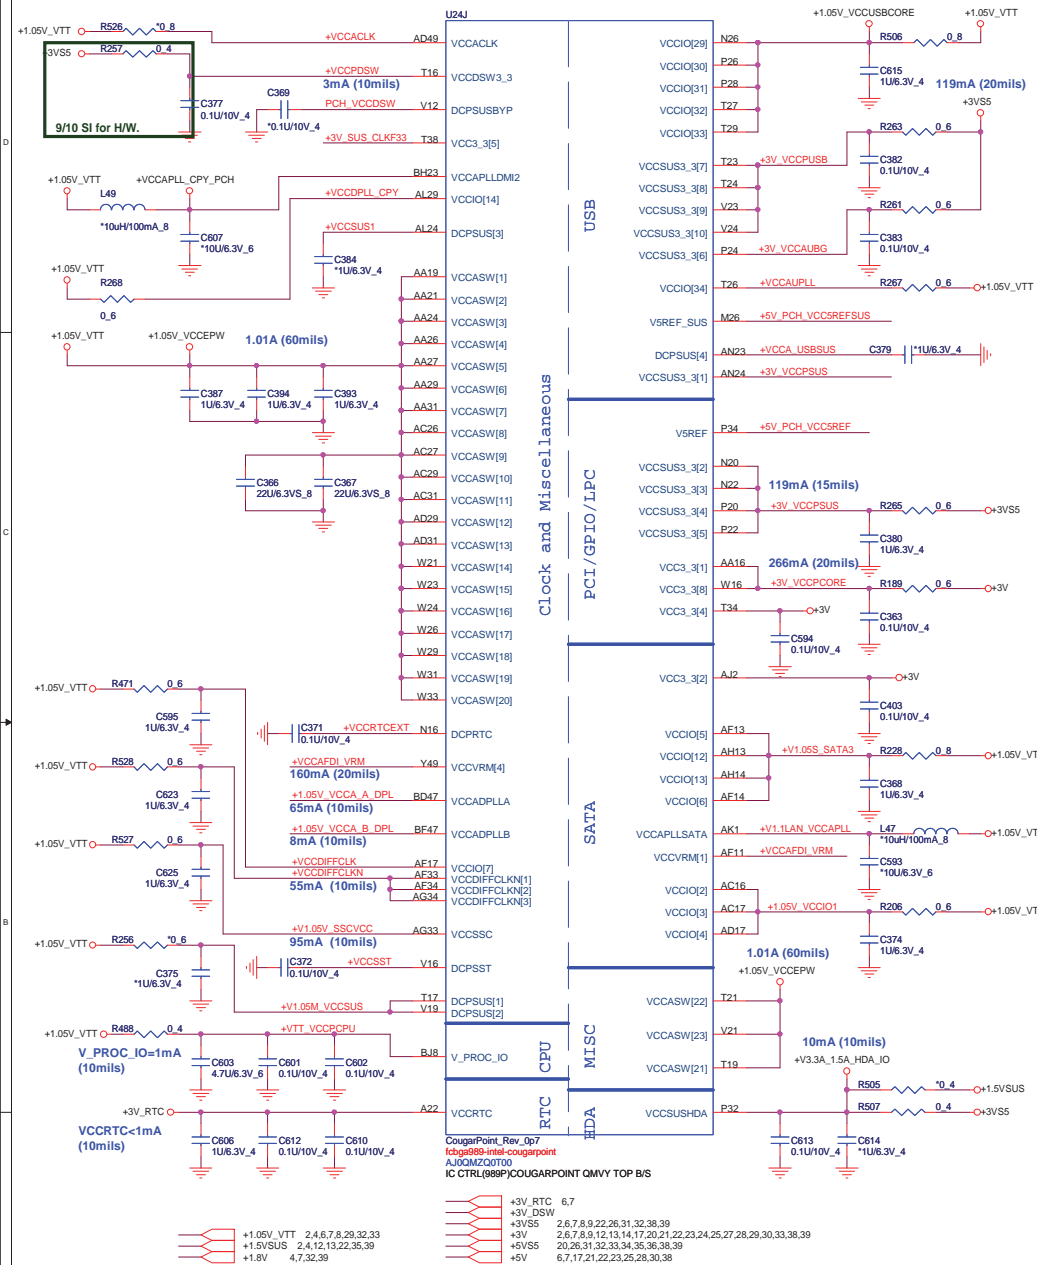 U24J
+1.05V_VTT R526 *0_8 +VCCACLK AD49 VCCACLK
+3VS5 R257 0_4
+VCCPDSW T16 VCCDSW3_3
3mA (10mils)
C377
0.1U/10V_4
C369
*0.1U/10V_4
PCH_VCCDSW V12 DCPSUSBYP
9/10 SI for H/W.
+3V_SUS_CLKF33 T38 VCC3_3[5]
+1.05V_VTT L49 +VCCAPLL_CPY_PCH BH23 VCCAPLLDMI2
*10uH/100mA_8
+VCCDPLL_CPY AL29 VCCIO[14]
C607
*10U/6.3V_6
+VCCSUS1 AL24 DCPSUS[3]
C384
*1U/6.3V_4
+1.05V_VTT R268
0_6
AA19 VCCASW[1]
AA21 VCCASW[2]
AA24 VCCASW[3]
AA26 VCCASW[4]
AA27 VCCASW[5]
AA29 VCCASW[6]
AA31 VCCASW[7]
AC26 VCCASW[8]
AC27 VCCASW[9]
AC29 VCCASW[10]
AC31 VCCASW[11]
AD29 VCCASW[12]
AD31 VCCASW[13]
W21 VCCASW[14]
W23 VCCASW[15]
W24 VCCASW[16]
W26 VCCASW[17]
W29 VCCASW[18]
W31 VCCASW[19]
W33 VCCASW[20]
+1.05V_VTT +1.05V_VCCEPW 1.01A (60mils)
C387
1U/6.3V_4
C394
1U/6.3V_4
C393
1U/6.3V_4
C366
22U/6.3VS_8
C367
22U/6.3VS_8
+1.05V_VTT R471 0_6
C595
1U/6.3V_4
C371
0.1U/10V_4
+VCCRTCEXT N16 DCPRTC
+1.05V_VTT R528 0_6
C623
1U/6.3V_4
+VCCAFDI_VRM Y49 VCCVRM[4]
160mA (20mils)
+1.05V_VCCA_A_DPL BD47 VCCADPLLA
65mA (10mils)
+1.05V_VCCA_B_DPL BF47 VCCADPLLB
8mA (10mils)
+1.05V_VTT R527 0_6
C625
1U/6.3V_4
+VCCDIFFCLK AF17 VCCIO[7]
+VCCDIFFCLKN AF33 VCCDIFFCLKN[1]
AF34 VCCDIFFCLKN[2]
AG34 VCCDIFFCLKN[3]
55mA (10mils)
+V1.05V_SSCVCC AG33 VCCSSC
95mA (10mils)
+1.05V_VTT R256 *0_6
C375
*1U/6.3V_4
C372
0.1U/10V_4
+VCCSST V16 DCPSST
+V1.05M_VCCSUS T17 DCPSUS[1]
V19 DCPSUS[2]
+1.05V_VTT R488 0_4 +VTT_VCCPCPU BJ8 V_PROC_IO
V_PROC_IO=1mA
(10mils)
C603
4.7U/6.3V_6
C601
0.1U/10V_4
C602
0.1U/10V_4
+3V_RTC A22 VCCRTC
VCCRTC<1mA
(10mils)
C606
1U/6.3V_4
C612
0.1U/10V_4
C610
0.1U/10V_4
Clock and Miscellaneous
USB
PCI/GPIO/LPC
SATA
MISC
CPU
RTC
HDA
+1.05V_VCCUSBCORE +1.05V_VTT
VCCIO[29] N26 R506 0_8
VCCIO[30] P26
VCCIO[31] P28
VCCIO[32] T27
VCCIO[33] T29
C615
1U/6.3V_4
119mA (20mils)
+3VS5
VCCSUS3_3[7] T23 +3V_VCCPUSB R263 0_6
VCCSUS3_3[8] T24
VCCSUS3_3[9] V23
VCCSUS3_3[10] V24
C382
0.1U/10V_4
VCCSUS3_3[6] P24 +3V_VCCAUBG R261 0_6
C383
0.1U/10V_4
VCCIO[34] T26 +VCCAUPLL R267 0_6 +1.05V_VTT
V5REF_SUS M26 +5V_PCH_VCC5REFSUS
DCPSUS[4] AN23 +VCCA_USBSUS C379 *1U/6.3V_4
VCCSUS3_3[1] AN24 +3V_VCCPSUS
V5REF P34 +5V_PCH_VCC5REF
VCCSUS3_3[2] N20
VCCSUS3_3[3] N22
119mA (15mils)
VCCSUS3_3[4] P20 +3V_VCCPSUS R265 0_6 +3VS5
VCCSUS3_3[5] P22
C380
1U/6.3V_4
VCC3_3[1] AA16 266mA (20mils)
VCC3_3[8] W16 +3V_VCCPCORE R189 0_6 +3V
VCC3_3[4] T34 +3V
C363
0.1U/10V_4
C594
0.1U/10V_4
VCC3_3[2] AJ2 +3V
C403
0.1U/10V_4
VCCIO[5] AF13
VCCIO[12] AH13 +V1.05S_SATA3 R228 0_8 +1.05V_VT
VCCIO[13] AH14
VCCIO[6] AF14
C368
1U/6.3V_4
VCCAPLLSATA AK1 +V1.1LAN_VCCAPLL L47 +1.05V_VT
*10uH/100mA_8
VCCVRM[1] AF11 +VCCAFDI_VRM
C593
*10U/6.3V_6
VCCIO[2] AC16
VCCIO[3] AC17 +1.05V_VCCIO1 R206 0_6 +1.05V_VT
VCCIO[4] AD17
C374
1U/6.3V_4
1.01A (60mils)
+1.05V_VCCEPW
VCCASW[22] T21
VCCASW[23] V21
VCCASW[21] T19
10mA (10mils)
+V3.3A_1.5A_HDA_IO
R505 *0_4 +1.5VSUS
VCCSUSHDA P32 R507 0_4 +3VS5
C613
0.1U/10V_4
C614
*1U/6.3V_4
CougarPoint_Rev_0p7
fcbga989-intel-cougarpoint
AJ0QMZQ0T00
IC CTRL(989P)COUGARPOINT QMVY TOP B/S
+3V_RTC 6,7
+3V_DSW
+3VS5 2,6,7,8,9,22,26,31,32,38,39
+3V 2,6,7,8,9,12,13,14,17,20,21,22,23,24,25,27,28,29,30,33,38,39
+5VS5 20,26,31,32,33,34,35,36,38,39
+5V 6,7,17,21,22,23,25,28,30,38
+1.05V_VTT 2,4,6,7,8,29,32,33
+1.5VSUS 2,4,12,13,22,35,39
+1.8V 4,7,32,39
D
C
B